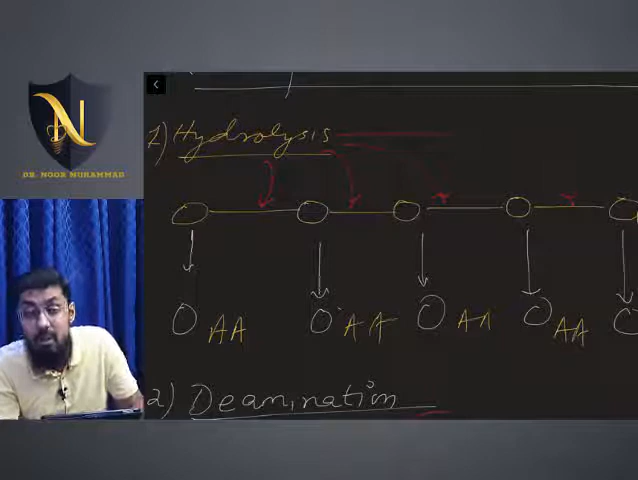 N
DR. NOOR MUHAMMAD
1) Hydrolysis
AA AA AA AA
2) Deamination